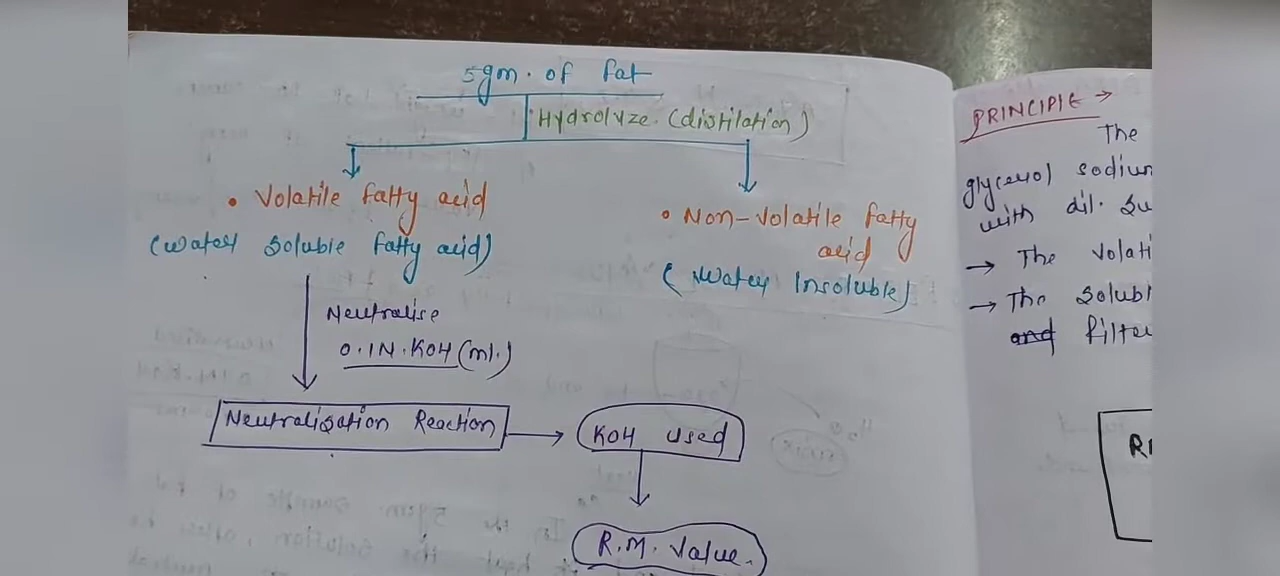 5gm. of fat
Hydrolyze. (distilation)
• Volatile fatty acid
(water soluble fatty acid)
• Non-volatile fatty
acid
(water Insoluble)
Neutralise
0.1N.KOH (ml.)
Neutralisation Reaction
KOH used
R.M. Value.
PRINCIPLE →
The
glycerol sodium
with dil. Su
→ The volati
→ The solubl
and filter